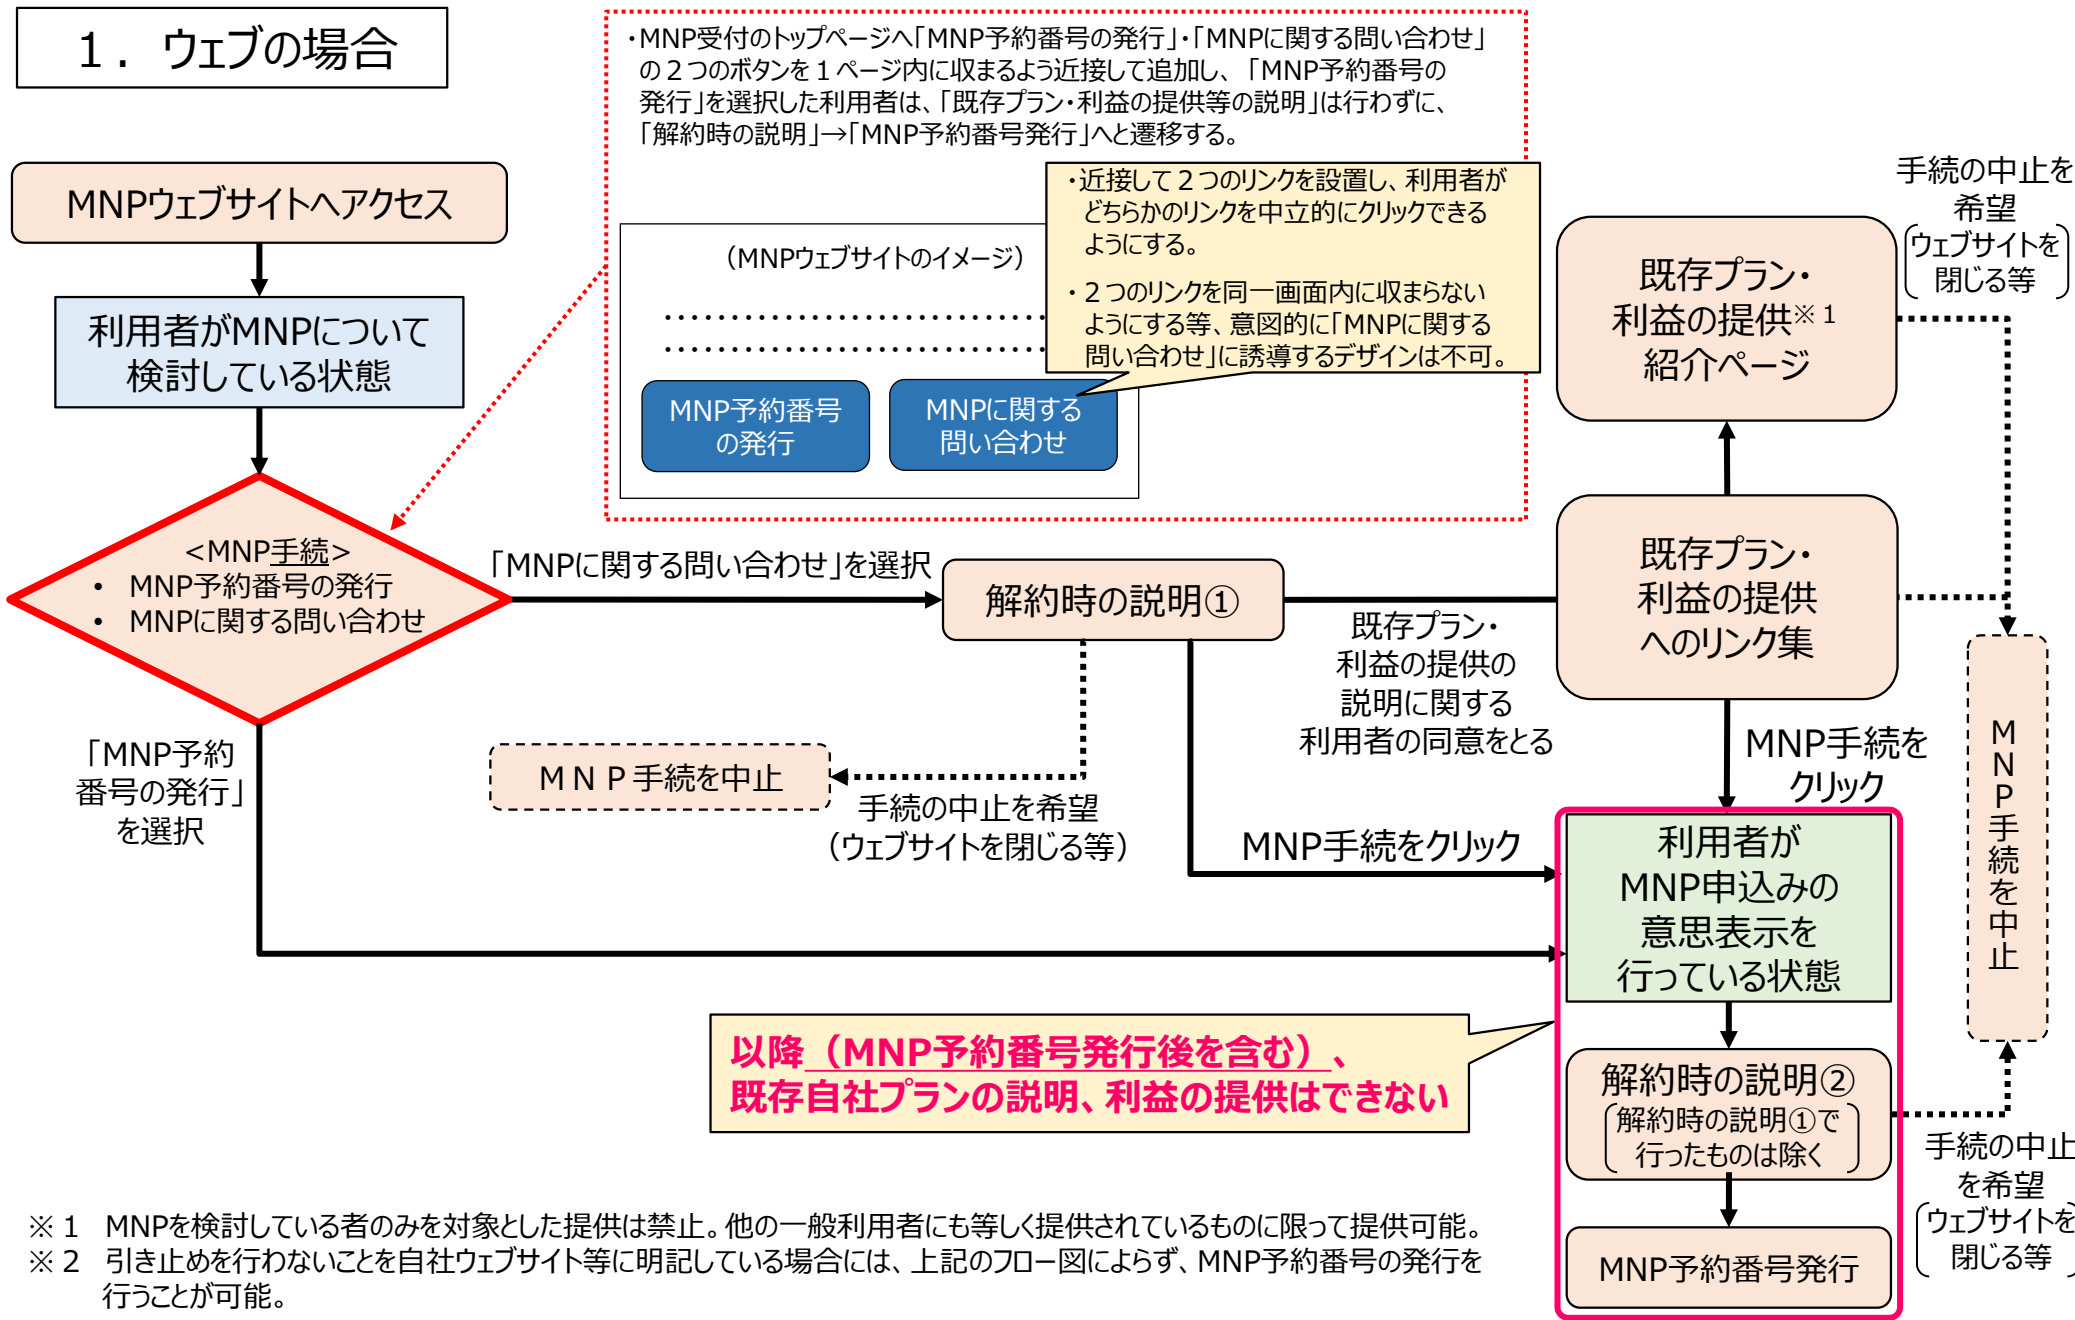 １．ウェブの場合
・MNP受付のトップページへ「MNP予約番号の発行」・「MNPに関する問い合わせ」
の２つのボタンを１ページ内に収まるよう近接して追加し、「MNP予約番号の
発行」を選択した利用者は、「既存プラン・利益の提供等の説明」は行わずに、
「解約時の説明」→「MNP予約番号発行」へと遷移する。
MNPウェブサイトへアクセス
利用者がMNPについて
検討している状態
（MNPウェブサイトのイメージ）
・・・・・・・・・・・・・・・・・・・・・・・・・・・
・・・・・・・・・・・・・・・・・・・・・・・・・・・
MNP予約番号
の発行
MNPに関する
問い合わせ
・近接して２つのリンクを設置し、利用者が
どちらかのリンクを中立的にクリックできる
ようにする。
・２つのリンクを同一画面内に収まらない
ようにする等、意図的に「MNPに関する
問い合わせ」に誘導するデザインは不可。
既存プラン・
利益の提供※１
紹介ページ
手続の中止を
希望
ウェブサイトを
閉じる等
<MNP手続>
• MNP予約番号の発行
• MNPに関する問い合わせ
「MNPに関する問い合わせ」を選択
解約時の説明①
既存プラン・
利益の提供の
説明に関する
利用者の同意をとる
既存プラン・
利益の提供
へのリンク集
「MNP予約
番号の発行」
を選択
ＭＮＰ手続を中止
手続の中止を希望
（ウェブサイトを閉じる等）
MNP手続をクリック
MNP手続を
クリック
ＭＮＰ手続を中止
利用者が
MNP申込みの
意思表示を
行っている状態
以降（MNP予約番号発行後を含む）、
既存自社プランの説明、利益の提供はできない
解約時の説明②
解約時の説明①で
行ったものは除く
手続の中止
を希望
ウェブサイトを
閉じる等
MNP予約番号発行
※１ MNPを検討している者のみを対象とした提供は禁止。他の一般利用者にも等しく提供されているものに限って提供可能。
※２ 引き止めを行わないことを自社ウェブサイト等に明記している場合には、上記のフロー図によらず、MNP予約番号の発行を
行うことが可能。